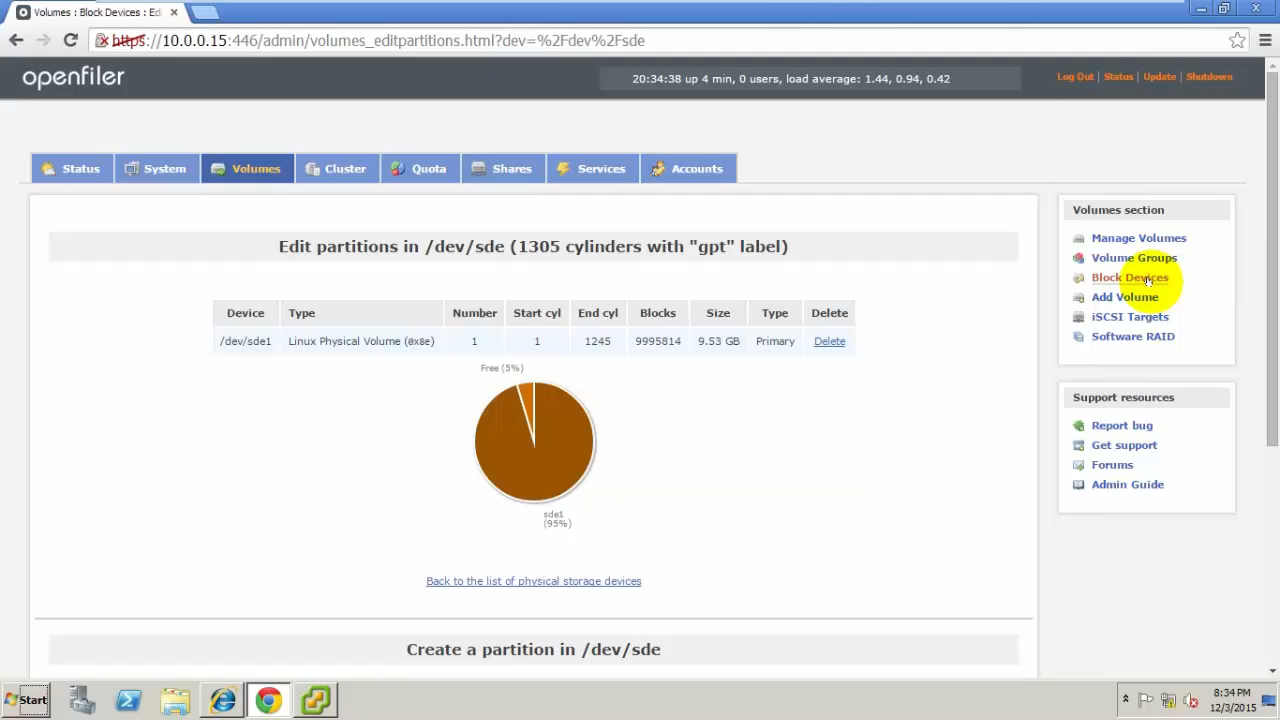 Volumes : Block Devices : Edi
https://10.0.0.15:446/admin/volumes_editpartitions.html?dev=%2Fdev%2Fsde
openfiler
20:34:38 up 4 min, 0 users, load average: 1.44, 0.94, 0.42
Log Out | Status | Update | Shutdown
Status System Volumes Cluster Quota Shares Services Accounts
Edit partitions in /dev/sde (1305 cylinders with "gpt" label)
Device Type Number Start cyl End cyl Blocks Size Type Delete
/dev/sde1 Linux Physical Volume (0x8e) 1 1 1245 9995814 9.53 GB Primary Delete
Free (5%)
sde1
(95%)
Back to the list of physical storage devices
Create a partition in /dev/sde
Volumes section
Manage Volumes
Volume Groups
Block Devices
Add Volume
iSCSI Targets
Software RAID
Support resources
Report bug
Get support
Forums
Admin Guide
Start
8:34 PM
12/3/2015